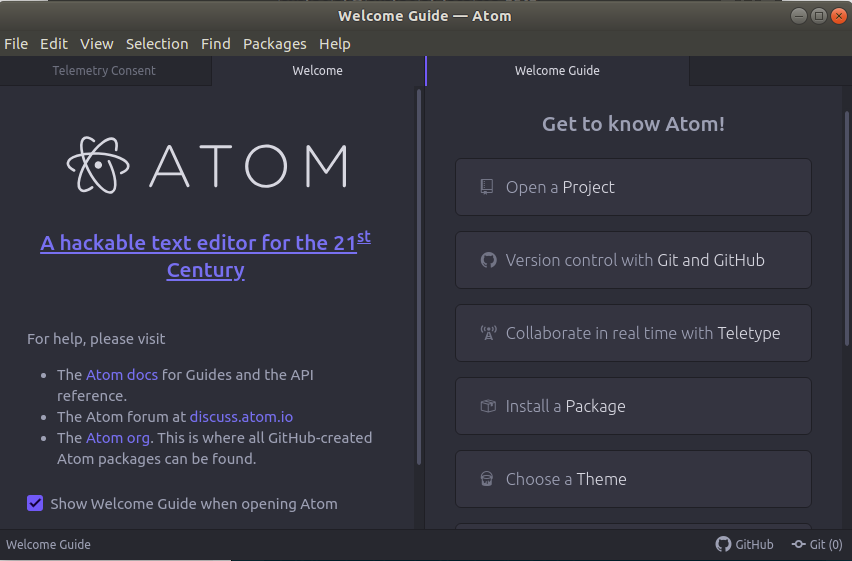 Welcome Guide — Atom
File Edit View Selection Find Packages Help
Telemetry Consent
Welcome
Welcome Guide
ATOM
A hackable text editor for the 21st
Century
For help, please visit
• The Atom docs for Guides and the API
reference.
• The Atom forum at discuss.atom.io
• The Atom org. This is where all GitHub-created
Atom packages can be found.
Show Welcome Guide when opening Atom
Get to know Atom!
Open a Project
Version control with Git and GitHub
Collaborate in real time with Teletype
Install a Package
Choose a Theme
Welcome Guide
GitHub
Git (0)